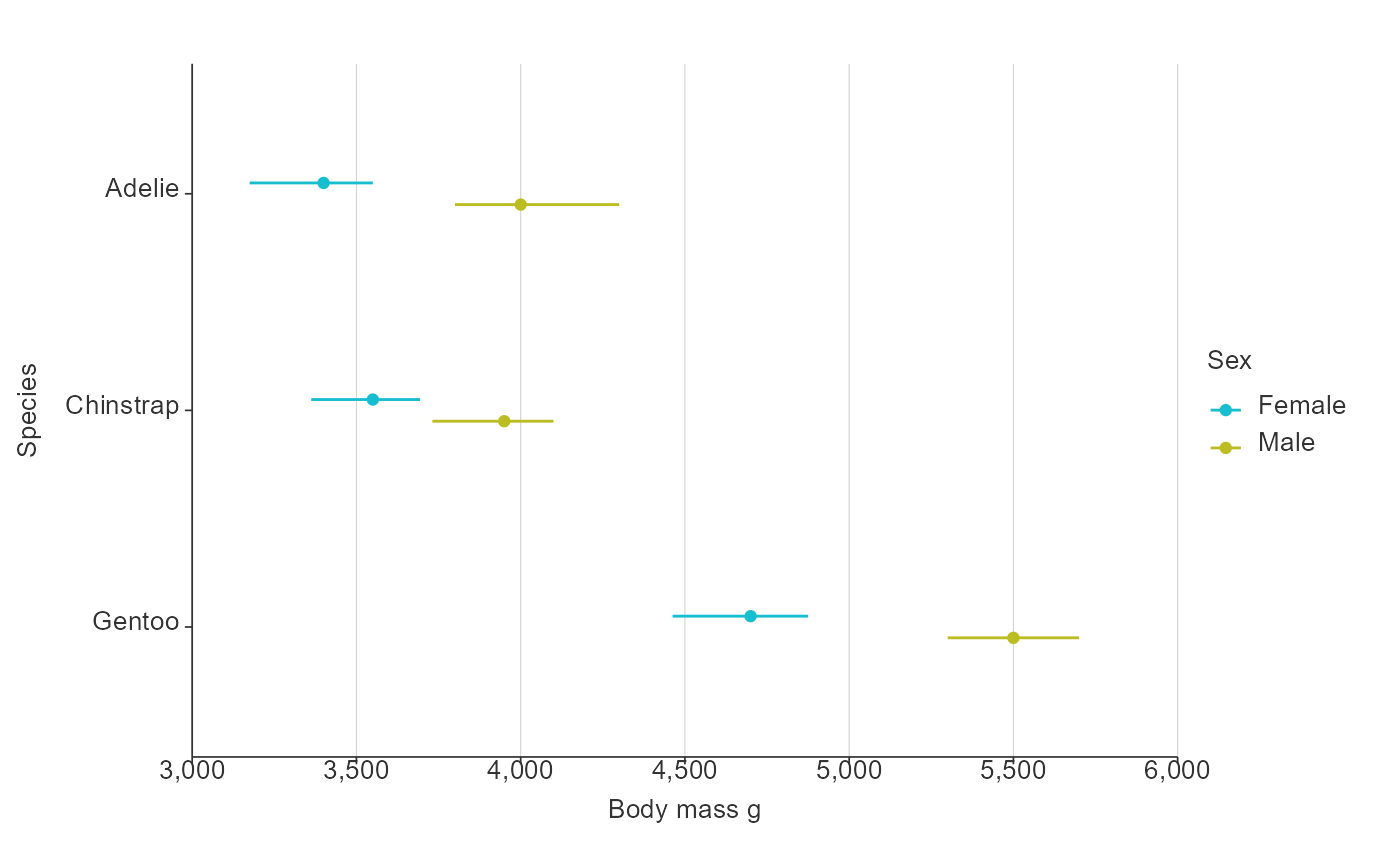 Adelie
Chinstrap
Gentoo
Species
3,000 3,500 4,000 4,500 5,000 5,500 6,000
Body mass g
Sex
Female
Male